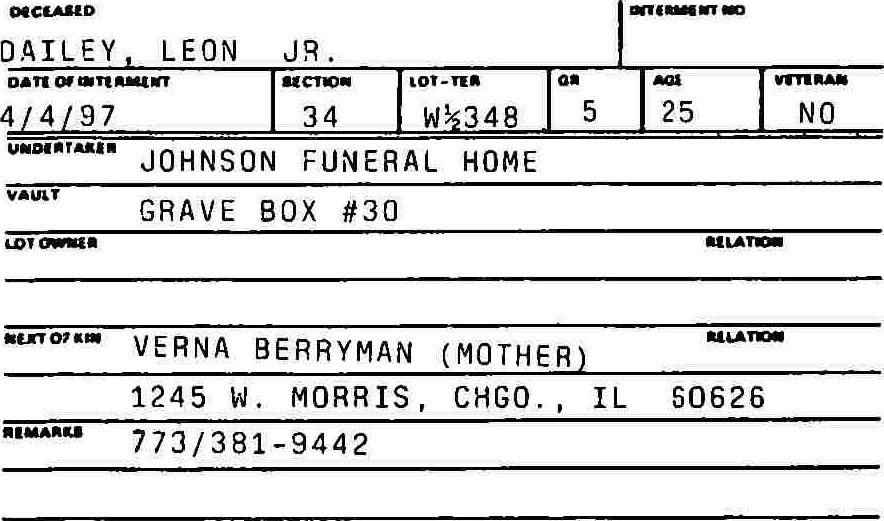 DECEASED INTERMENT NO
DAILEY, LEON JR.
DATE OF INTERMENT SECTION LOT-TER GR AGE VETERAN
4/4/97 34 W½348 5 25 NO
UNDERTAKER JOHNSON FUNERAL HOME
VAULT GRAVE BOX #30
LOT OWNER RELATION
NEXT OF KIN VERNA BERRYMAN (MOTHER) RELATION
1245 W. MORRIS, CHGO., IL 60626
REMARKS 773/381-9442